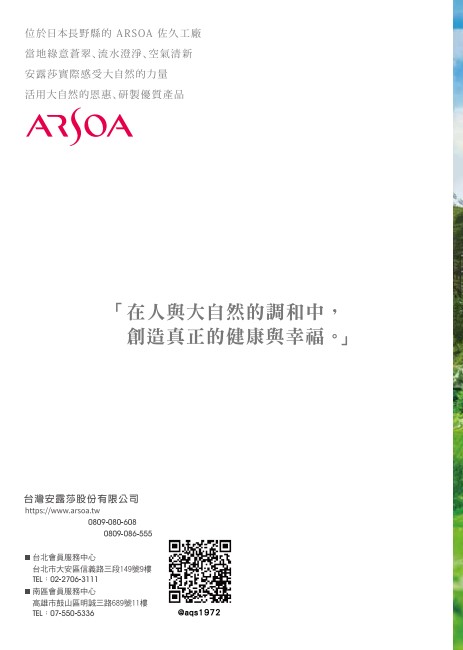 位於日本長野縣的 ARSOA 佐久工廠
當地綠意蒼翠、流水澄淨、空氣清新
安露莎實際感受大自然的力量
活用大自然的恩惠、研製優質產品
ARSOA
「在人與大自然的調和中，
創造真正的健康與幸福。」
台灣安露莎股份有限公司
https://www.arsoa.tw
0809-080-608
0809-086-555
■ 台北會員服務中心
台北市大安區信義路三段149號9樓
TEL：02-2706-3111
■ 南區會員服務中心
高雄市鼓山區明誠三路689號11樓
TEL：07-550-5336
@aqs1972